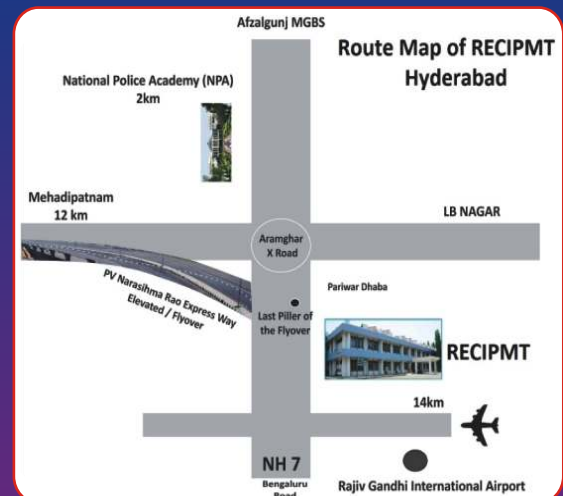 Afzalgunj MGBS
Route Map of RECIPMT
Hyderabad
National Police Academy (NPA)
2km
Mehadipatnam
12 km
LB NAGAR
Aramghar
X Road
PV Narasihma Rao Express Way
Elevated / Flyover
Pariwar Dhaba
Last Piller of
the Flyover
RECIPMT
14km
NH 7
Bengaluru
Road
Rajiv Gandhi International Airport